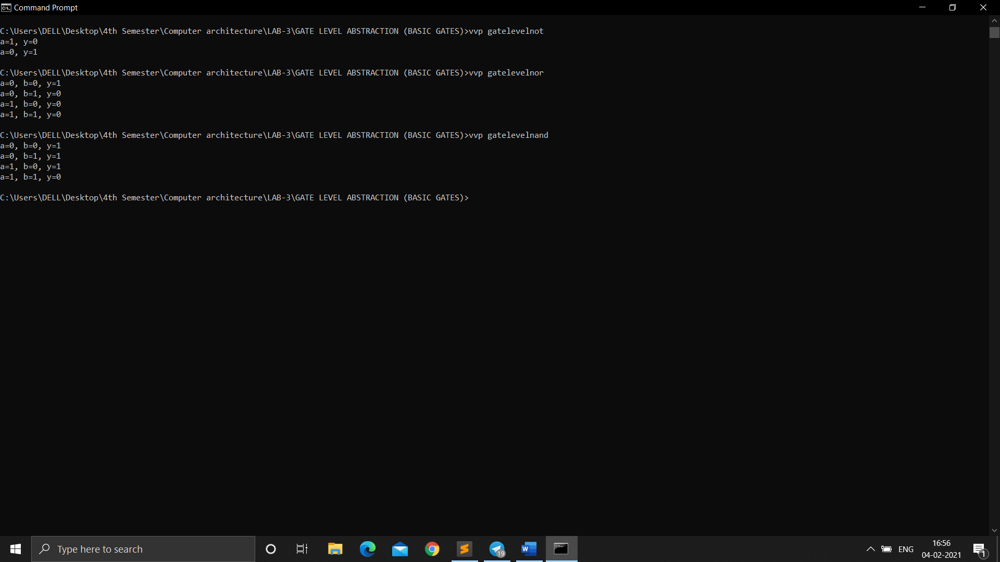 Command Prompt
C:\Users\DELL\Desktop\4th Semester\Computer architecture\LAB-3\GATE LEVEL ABSTRACTION (BASIC GATES)>vvp gatelevelnot
a=1, y=0
a=0, y=1
C:\Users\DELL\Desktop\4th Semester\Computer architecture\LAB-3\GATE LEVEL ABSTRACTION (BASIC GATES)>vvp gatelevelnor
a=0, b=0, y=1
a=0, b=1, y=0
a=1, b=0, y=0
a=1, b=1, y=0
C:\Users\DELL\Desktop\4th Semester\Computer architecture\LAB-3\GATE LEVEL ABSTRACTION (BASIC GATES)>vvp gatelevelnand
a=0, b=0, y=1
a=0, b=1, y=1
a=1, b=0, y=1
a=1, b=1, y=0
C:\Users\DELL\Desktop\4th Semester\Computer architecture\LAB-3\GATE LEVEL ABSTRACTION (BASIC GATES)>
Type here to search
19
W
ENG
16:56
04-02-2021
1